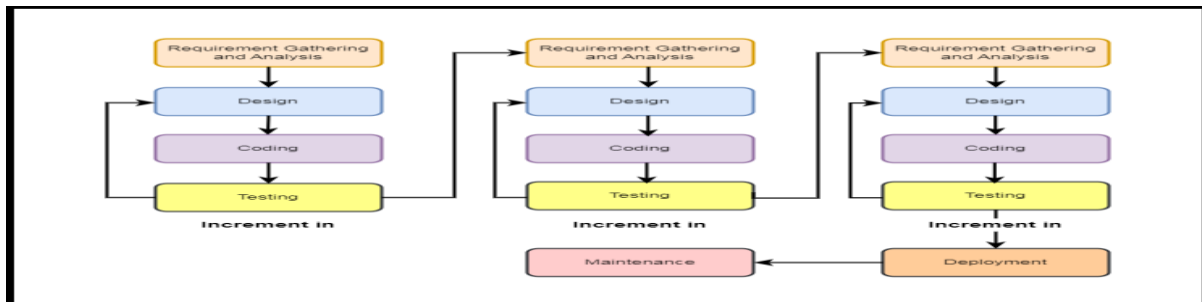 Requirement Gathering
and Analysis
Design
Coding
Testing
Increment in
Requirement Gathering
and Analysis
Design
Coding
Testing
Increment in
Requirement Gathering
and Analysis
Design
Coding
Testing
Increment in
Deployment
Maintenance